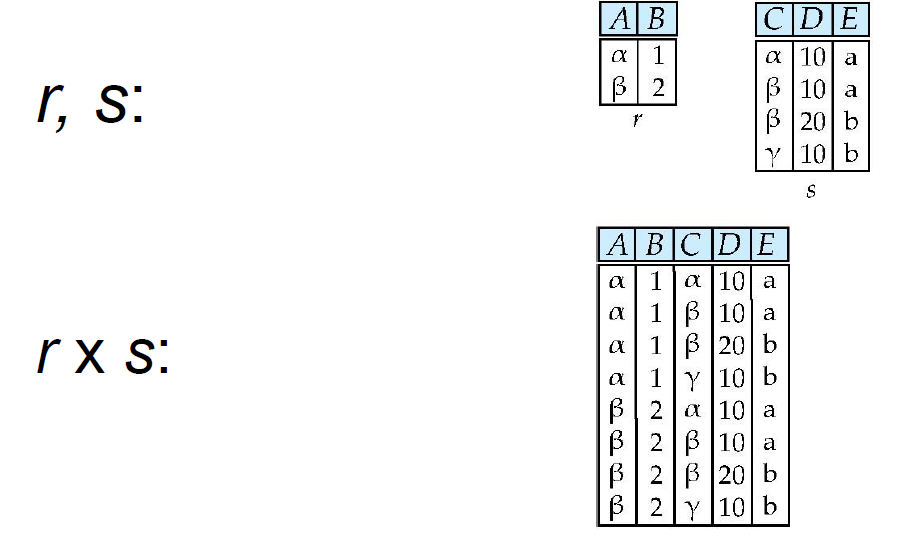 r, s:
A B
α 1
β 2
r
C D E
α 10 a
β 10 a
β 20 b
γ 10 b
s
r x s:
A B C D E
α 1 α 10 a
α 1 β 10 a
α 1 β 20 b
α 1 γ 10 b
β 2 α 10 a
β 2 β 10 a
β 2 β 20 b
β 2 γ 10 b